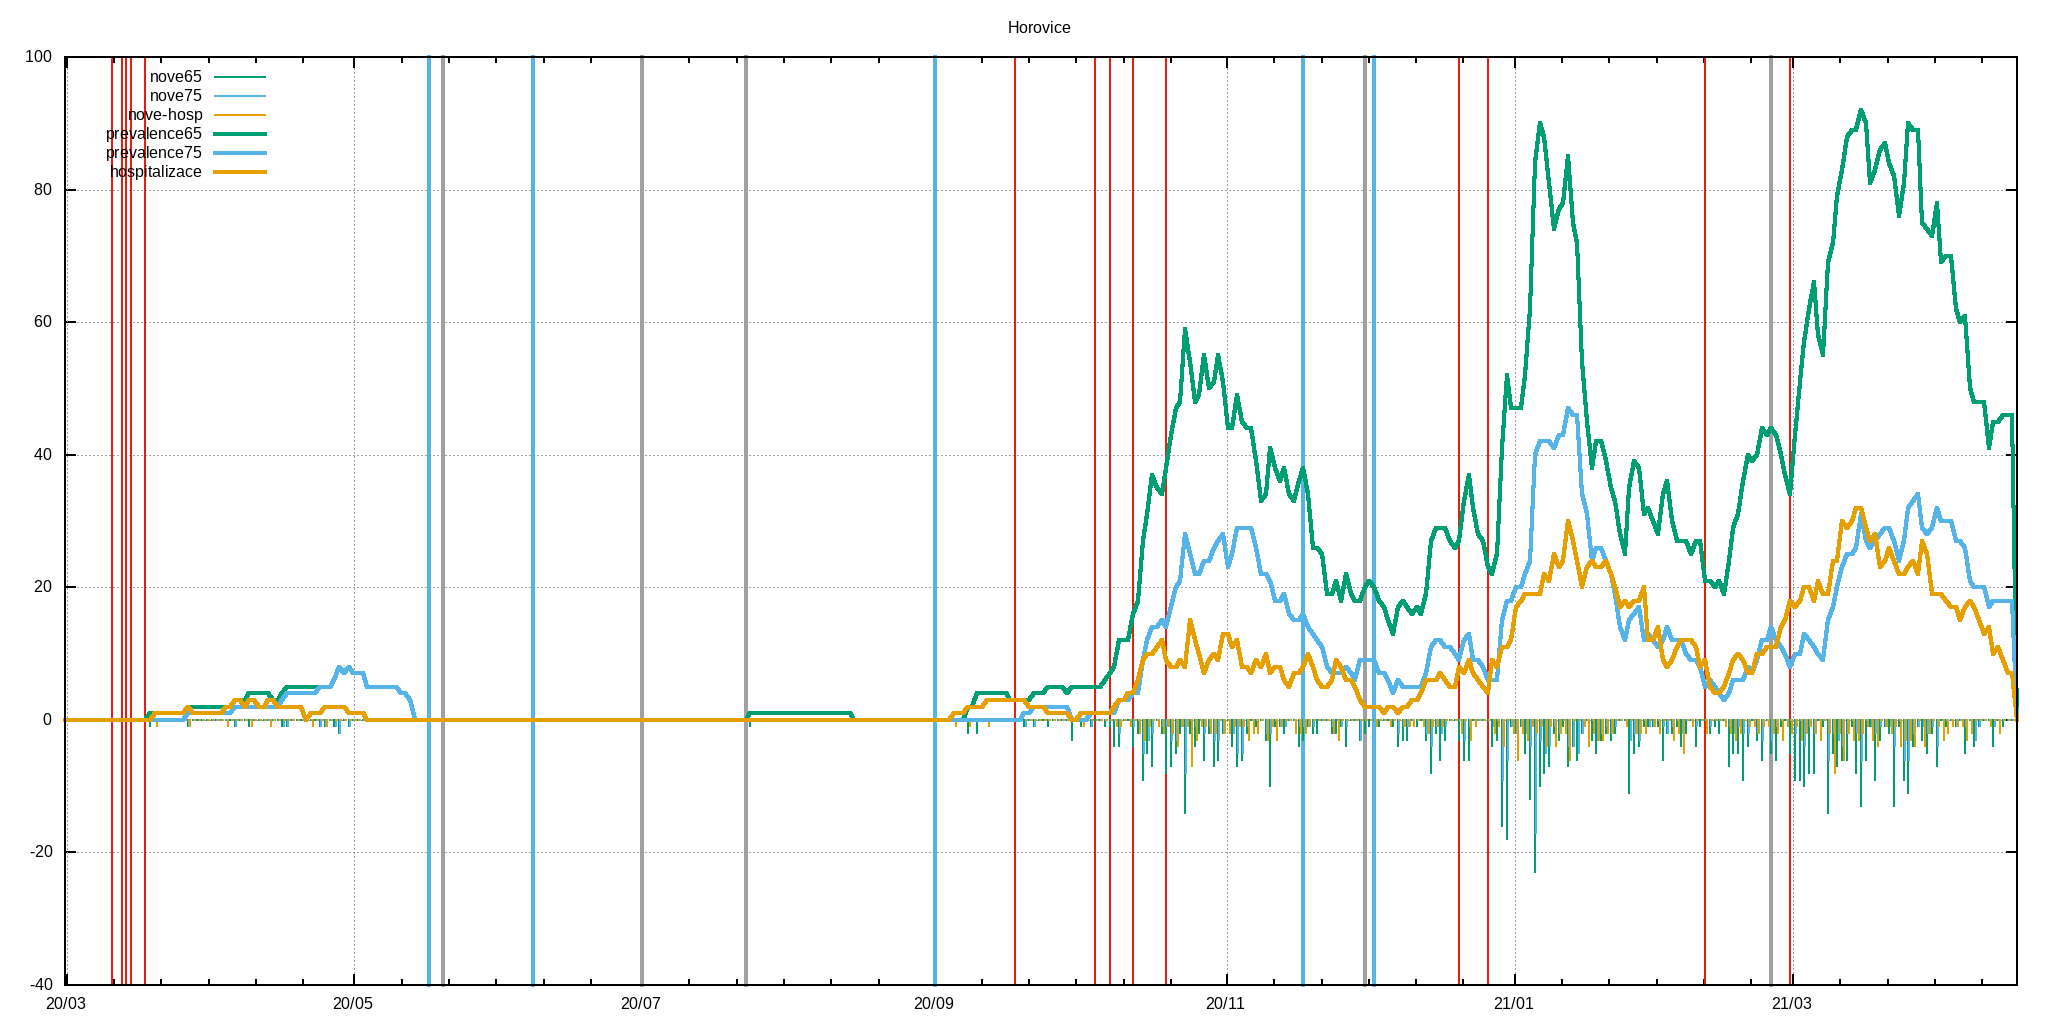 Horovice
100
80
60
40
20
0
-20
-40
nove65
nove75
nove-hosp
prevalence65
prevalence75
hospitalizace
20/03 20/05 20/07 20/09 20/11 21/01 21/03